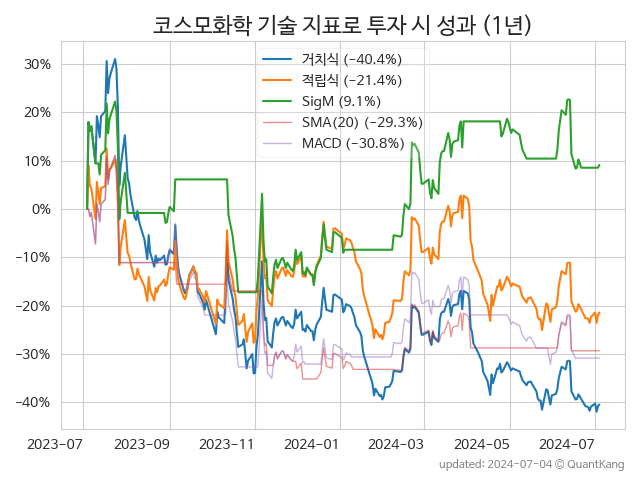 코스모화학 기술 지표로 투자 시 성과 (1년)
거치식 (−40.4%)
적립식 (−21.4%)
SigM (9.1%)
SMA(20) (−29.3%)
MACD (−30.8%)
30%
20%
10%
0%
−10%
−20%
−30%
−40%
2023-07 2023-09 2023-11 2024-01 2024-03 2024-05 2024-07
updated: 2024-07-04 © QuantKang